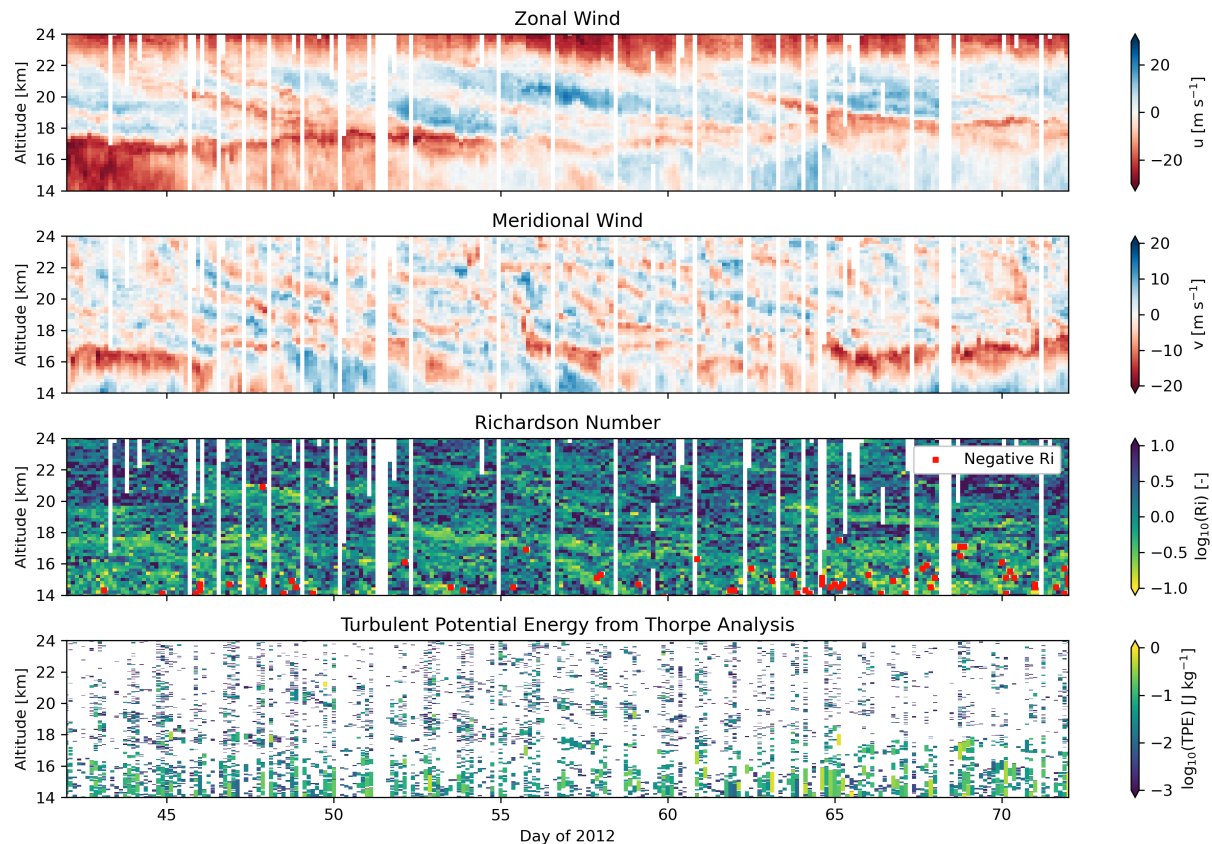 Zonal Wind
24
22
20
18
16
14
Altitude [km]
20
0
−20
u [m s⁻¹]
Meridional Wind
24
22
20
18
16
14
Altitude [km]
20
10
0
−10
−20
v [m s⁻¹]
Richardson Number
24
22
20
18
16
14
Altitude [km]
Negative Ri
1.0
0.5
0.0
−0.5
−1.0
log₁₀(Ri) [-]
Turbulent Potential Energy from Thorpe Analysis
24
22
20
18
16
14
Altitude [km]
0
−1
−2
−3
log₁₀(TPE) [J kg⁻¹]
45 50 55 60 65 70
Day of 2012